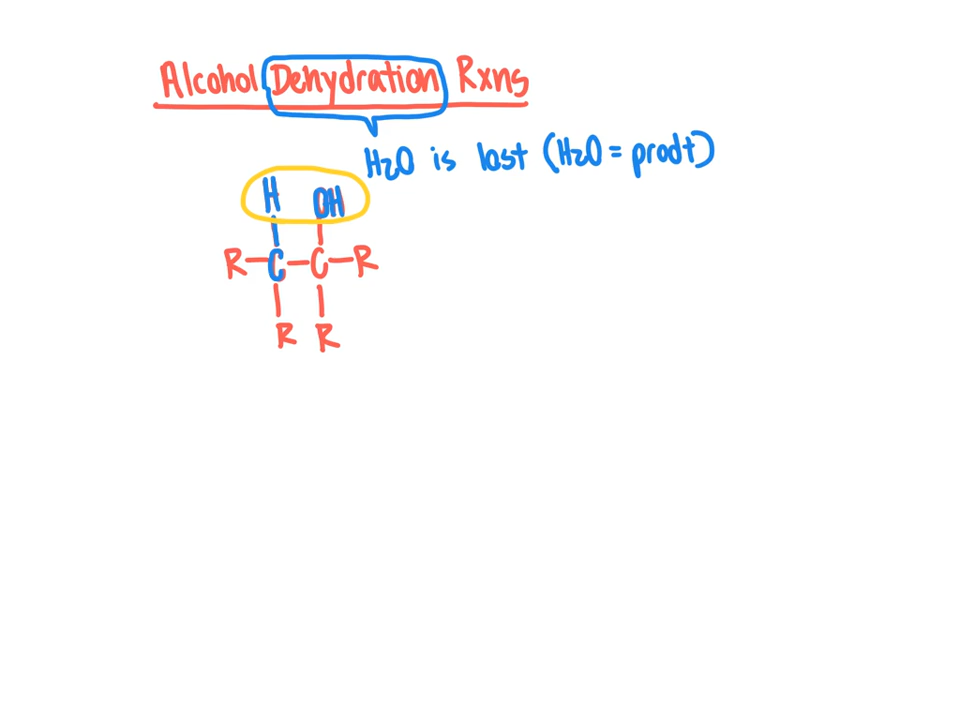 Alcohol Dehydration Rxns
H₂O is lost (H₂O = prodt)
H OH
R-C-C-R
R R